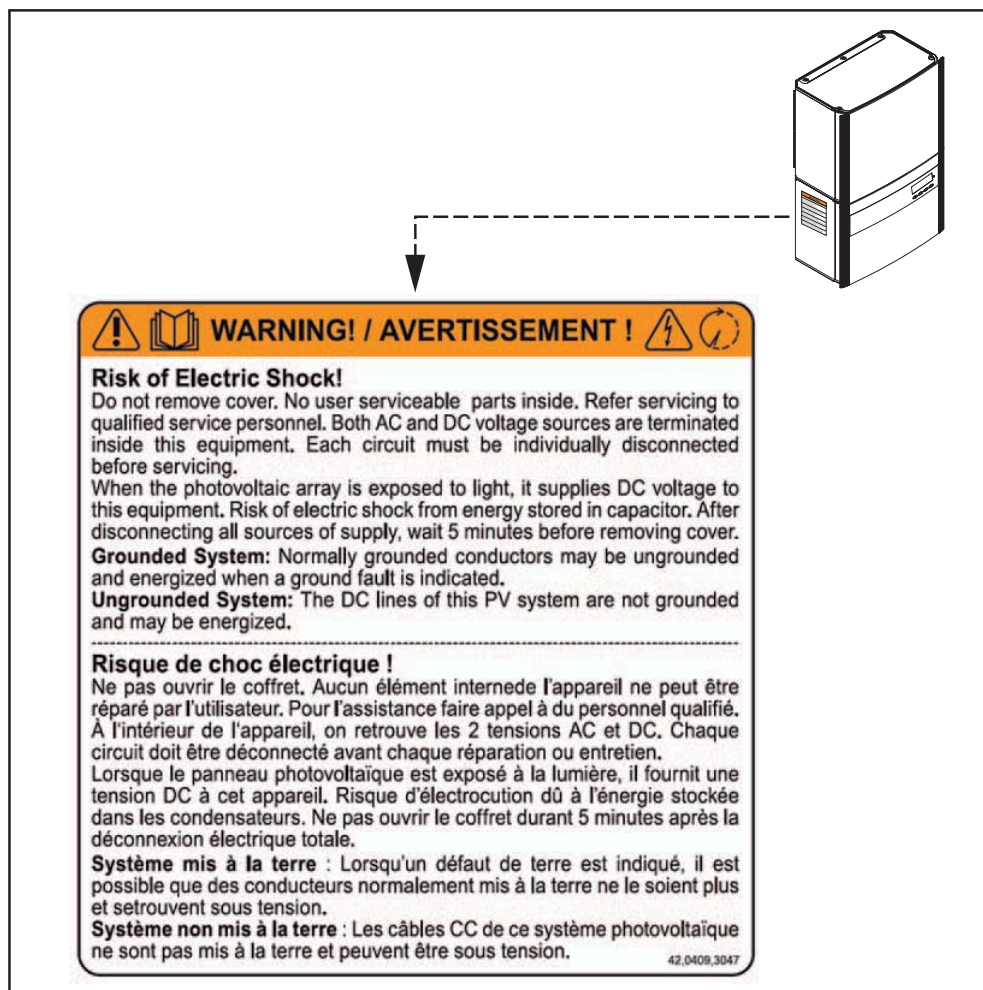 WARNING! / AVERTISSEMENT !
Risk of Electric Shock!
Do not remove cover. No user serviceable parts inside. Refer servicing to
qualified service personnel. Both AC and DC voltage sources are terminated
inside this equipment. Each circuit must be individually disconnected
before servicing.
When the photovoltaic array is exposed to light, it supplies DC voltage to
this equipment. Risk of electric shock from energy stored in capacitor. After
disconnecting all sources of supply, wait 5 minutes before removing cover.
Grounded System: Normally grounded conductors may be ungrounded
and energized when a ground fault is indicated.
Ungrounded System: The DC lines of this PV system are not grounded
and may be energized.
Risque de choc électrique !
Ne pas ouvrir le coffret. Aucun élément internede l'appareil ne peut être
réparé par l'utilisateur. Pour l'assistance faire appel à du personnel qualifié.
À l'intérieur de l'appareil, on retrouve les 2 tensions AC et DC. Chaque
circuit doit être déconnecté avant chaque réparation ou entretien.
Lorsque le panneau photovoltaïque est exposé à la lumière, il fournit une
tension DC à cet appareil. Risque d'électrocution dû à l'énergie stockée
dans les condensateurs. Ne pas ouvrir le coffret durant 5 minutes après la
déconnexion électrique totale.
Système mis à la terre : Lorsqu'un défaut de terre est indiqué, il est
possible que des conducteurs normalement mis à la terre ne le soient plus
et setrouvent sous tension.
Système non mis à la terre : Les câbles CC de ce système photovoltaïque
ne sont pas mis à la terre et peuvent être sous tension.
42,0409,3047